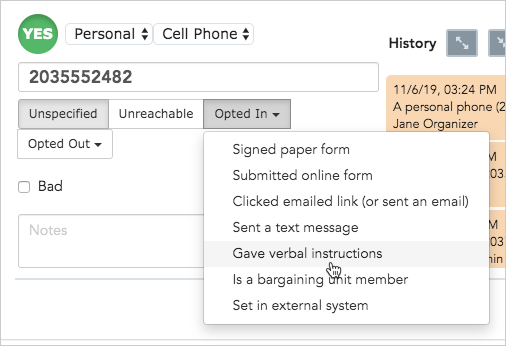 YES
Personal
Cell Phone
History
2035552482
11/6/19, 03:24 PM
A personal phone (2
Jane Organizer
Unspecified
Unreachable
Opted In
Opted Out
Signed paper form
Submitted online form
Clicked emailed link (or sent an email)
Sent a text message
Gave verbal instructions
Is a bargaining unit member
Set in external system
Bad
Notes